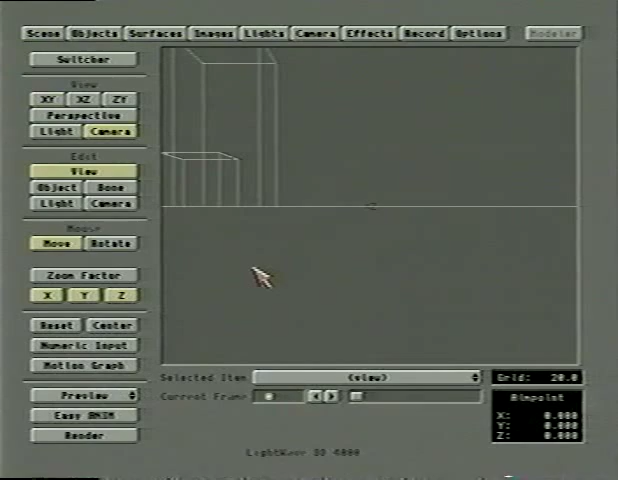 Scene Objects Surfaces Images Lights Camera Effects Record Options Modeler
Switcher
View
XY XZ ZY
Perspective
Light Camera
Edit
View
Object Bone
Light Camera
Mouse
Move Rotate
Zoom Factor
X Y Z
Reset Center
Numeric Input
Motion Graph
Preview
Easy ANIM
Render
Selected Item (view)
Current Frame 0
Grid: 20.0
Aimpoint
X: 0.000
Y: 0.000
Z: 0.000
LightWave 3D 4000